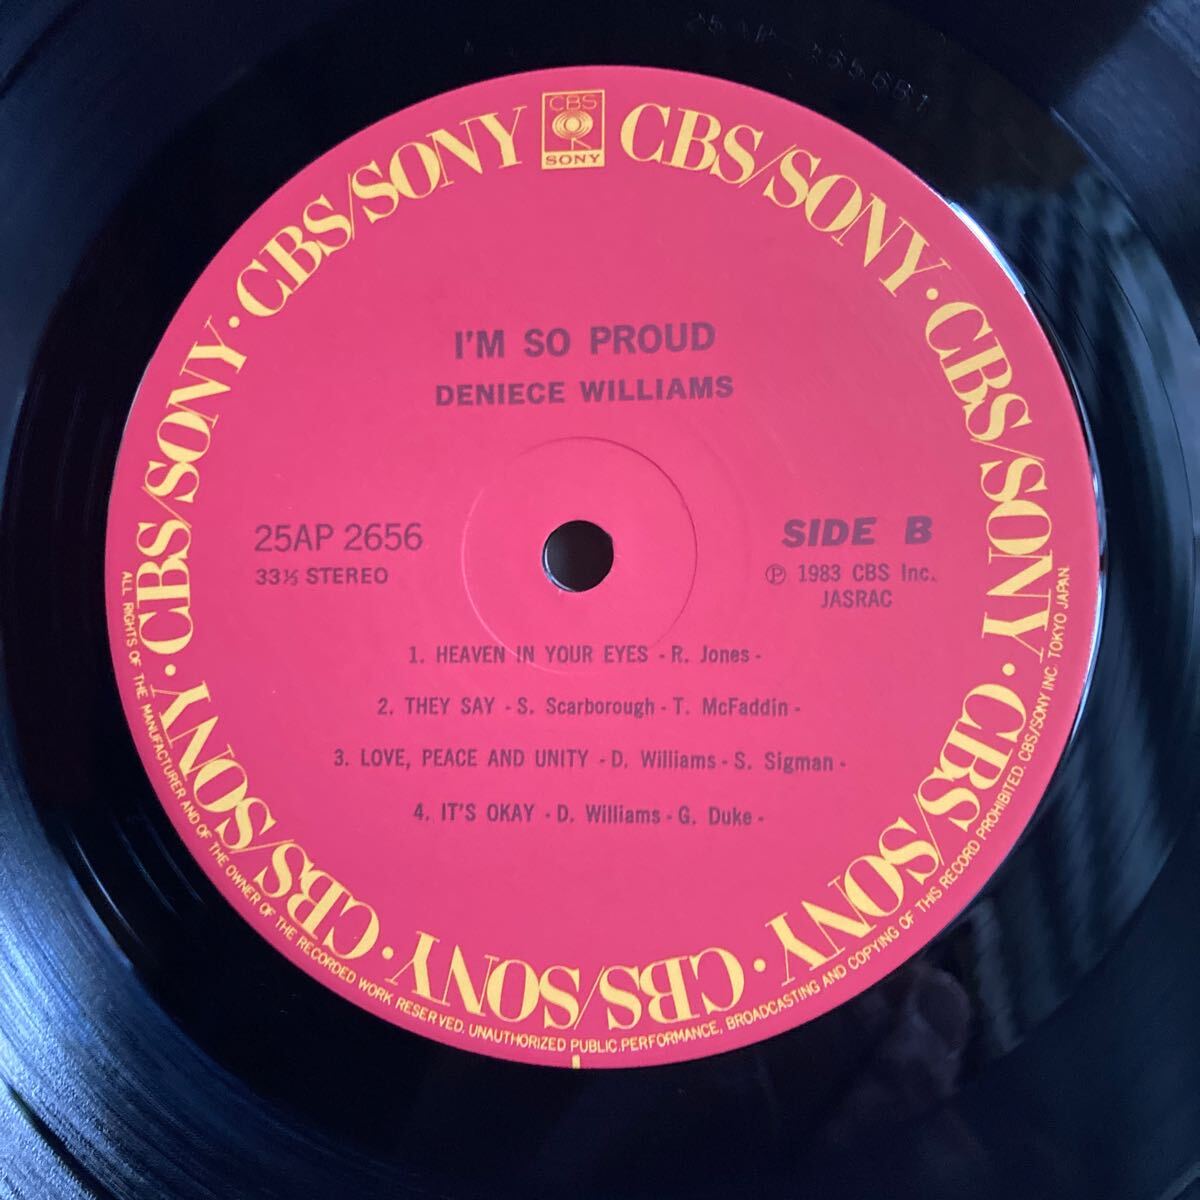 CBS
SONY
CBS/SONY · CBS/SONY · CBS/SONY · CBS/SONY · CBS/SONY · CBS/SONY · CBS/SONY · CBS/SONY
I'M SO PROUD
DENIECE WILLIAMS
25AP 2656
33⅓ STEREO
SIDE B
Ⓟ 1983 CBS Inc.
JASRAC
1. HEAVEN IN YOUR EYES - R. Jones -
2. THEY SAY - S. Scarborough - T. McFaddin -
3. LOVE, PEACE AND UNITY - D. Williams - S. Sigman -
4. IT'S OKAY - D. Williams - G. Duke -
ALL RIGHTS OF THE MANUFACTURER AND OF THE OWNER OF THE RECORDED WORK RESERVED. UNAUTHORIZED PUBLIC PERFORMANCE, BROADCASTING AND COPYING OF THIS RECORD PROHIBITED. CBS/SONY INC. TOKYO JAPAN.